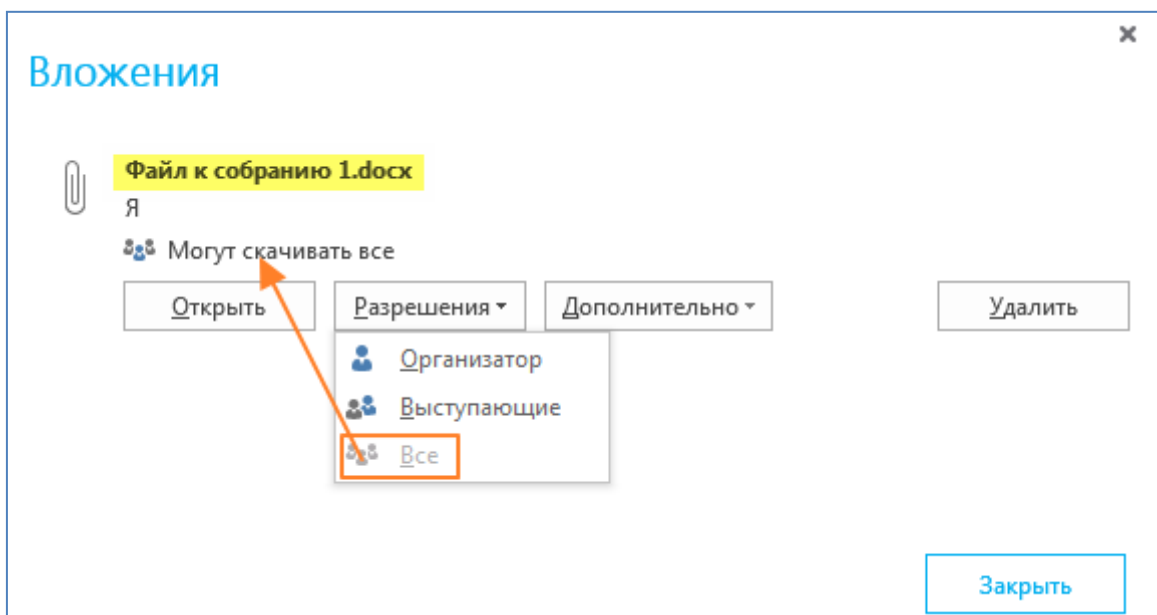 Вложения
Файл к собранию 1.docx
Я
Могут скачивать все
Открыть Разрешения Дополнительно Удалить
Организатор
Выступающие
Все
Закрыть